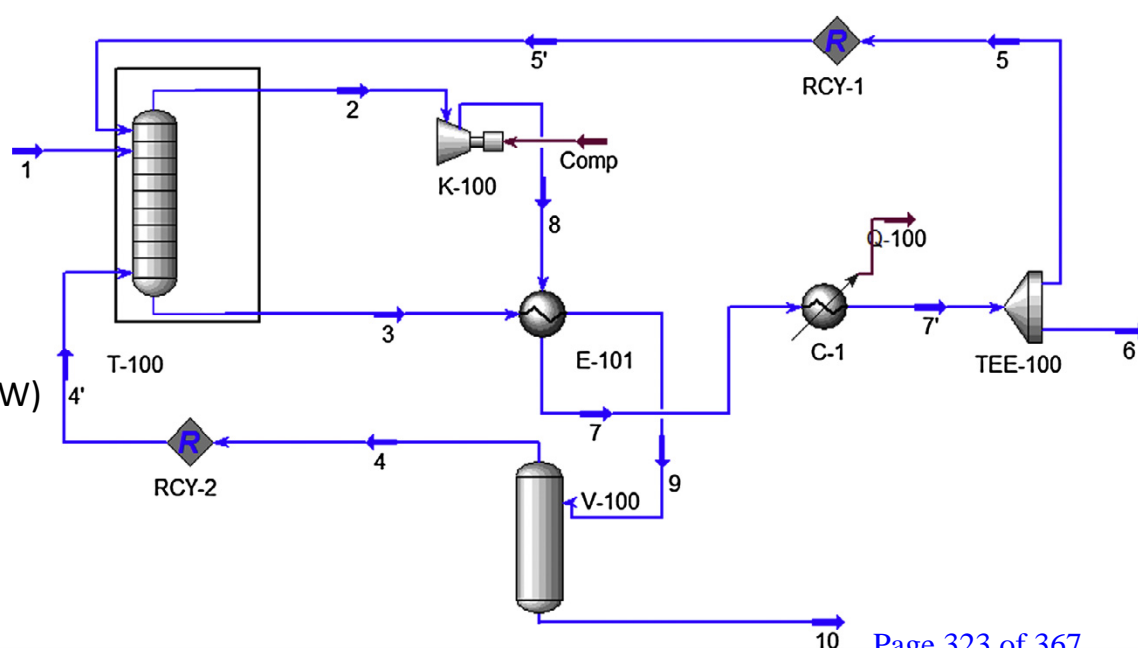 R
5'
5
RCY-1
2
1
Comp
K-100
8
Q-100
3
7'
E-101
C-1
TEE-100
6
T-100
W)
4'
R
4
7
9
RCY-2
V-100
10
Page 323 of 367